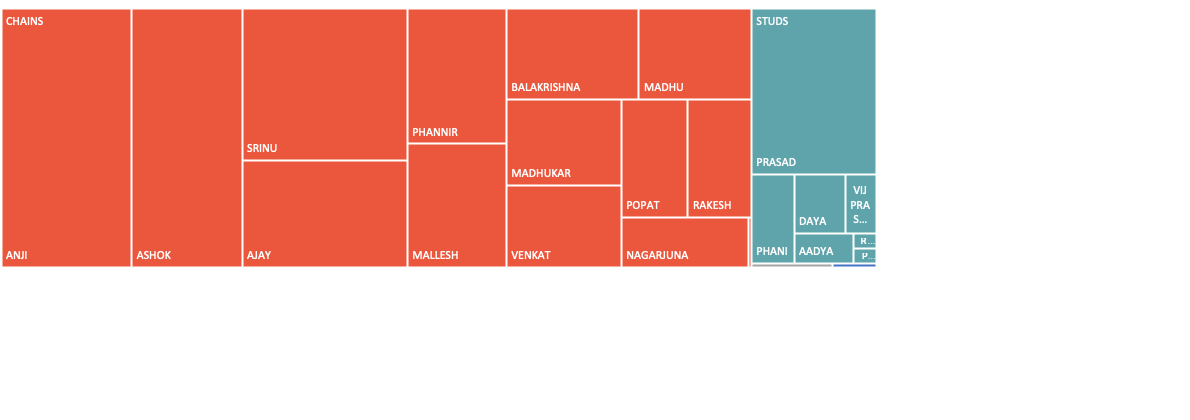 CHAINS
STUDS
BALAKRISHNA
MADHU
PHANNIR
SRINU
PRASAD
MADHUKAR
VIJ
PRA
S...
POPAT
RAKESH
DAYA
R...
ANJI
ASHOK
AJAY
MALLESH
VENKAT
NAGARJUNA
PHANI
AADYA
P...